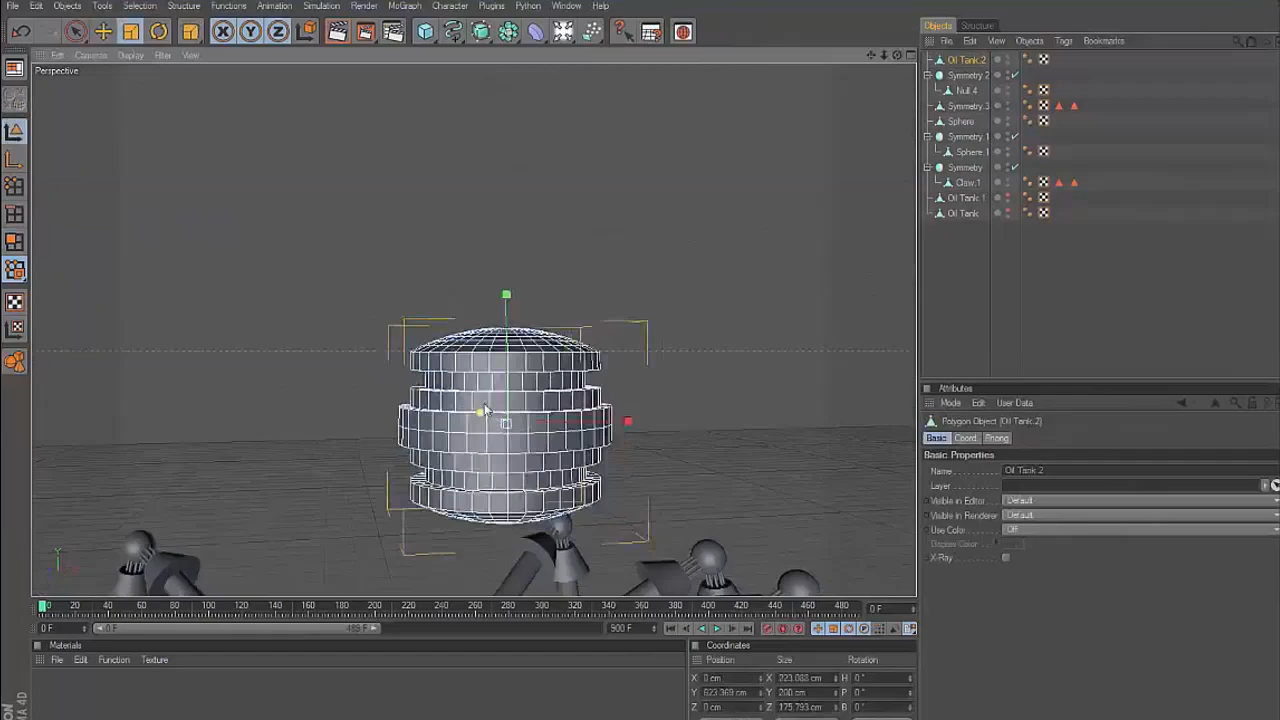 File Edit Objects Tools Selection Structure Functions Animation Simulation Render MoGraph Character Plugins Python Window Help
Edit Cameras Display Filter View
Perspective
Objects Structure
File Edit View Objects Tags Bookmarks
Oil Tank.2
Symmetry.2
Null.4
Symmetry.3
Sphere
Symmetry.1
Sphere.1
Symmetry
Claw.1
Oil Tank.1
Oil Tank
Attributes
Mode Edit User Data
Polygon Object [Oil Tank.2]
Basic Coord. Phong
Basic Properties
Name Oil Tank.2
Layer
Visible in Editor Default
Visible in Renderer Default
Use Color Off
Display Color
X-Ray
0 20 40 60 80 100 120 140 160 180 200 220 240 260 280 300 320 340 360 380 400 420 440 460 480 0 F
0 F 0 F 489 F 900 F
Materials
File Edit Function Texture
Coordinates
Position Size Rotation
X 0 cm X 223.088 cm H 0 °
Y 623.369 cm Y 200 cm P 0 °
Z 0 cm Z 175.793 cm B 0 °